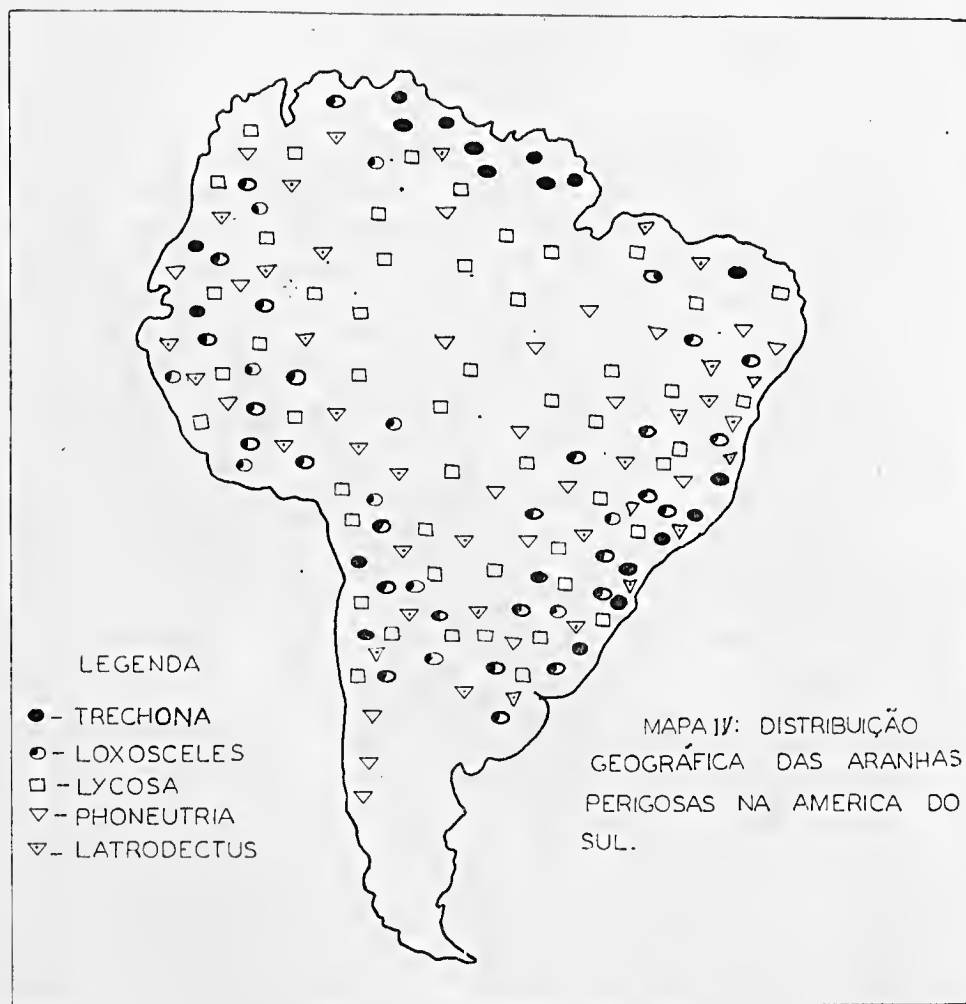 LEGENDA
- TRECHONA
- LOXOSCELES
- LYCOSA
- PHONEUTRIA
- LATRODECTUS
MAPA IV: DISTRIBUIÇÃO
GEOGRÁFICA DAS ARANHAS
PERIGOSAS NA AMERICA DO
SUL.